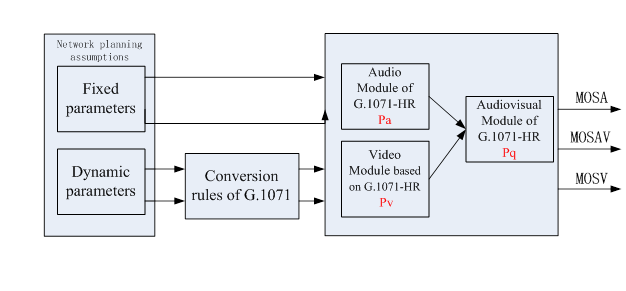 Network planning
assumptions
Fixed
parameters
Dynamic
parameters
Conversion
rules of G.1071
Audio
Module of
G.1071-HR
Pa
Video
Module based
on G.1071-HR
Pv
Audiovisual
Module of
G.1071-HR
Pq
MOSA
MOSAV
MOSV